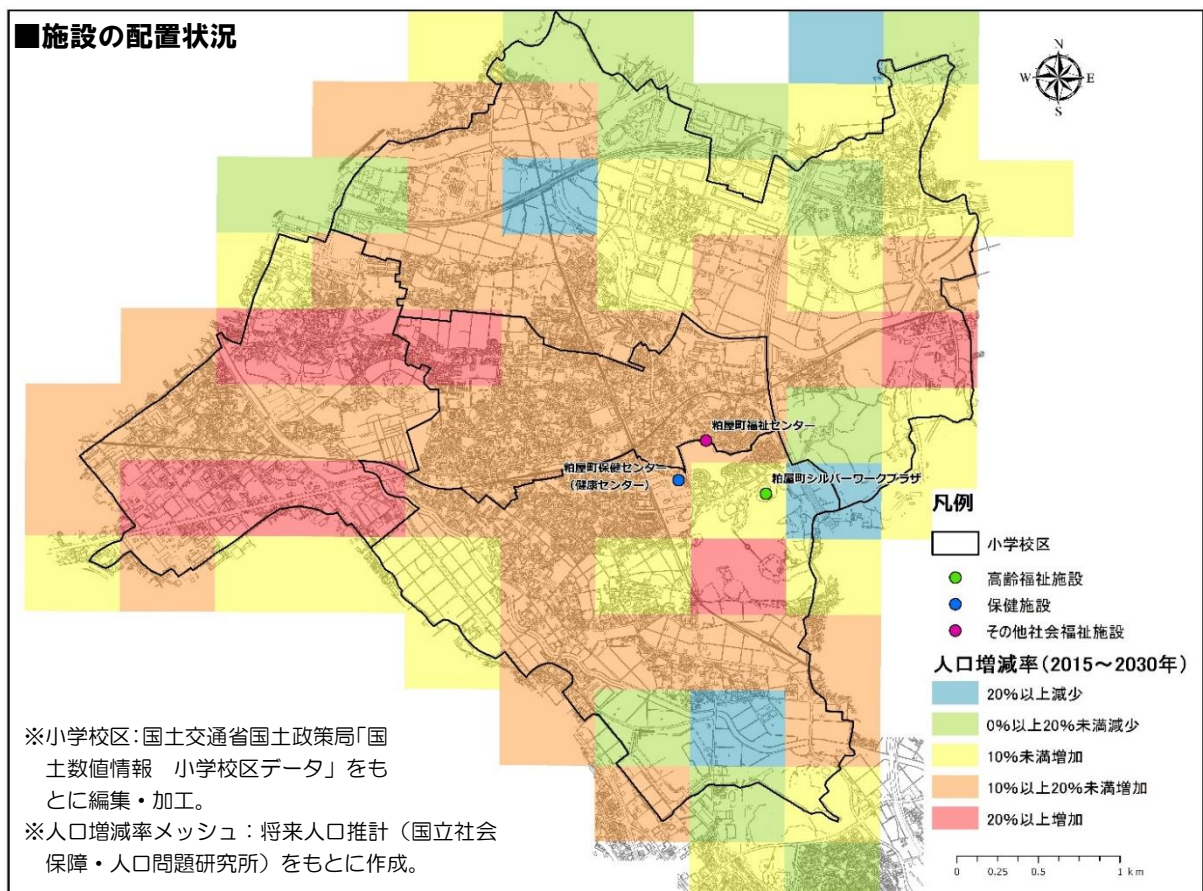 ■施設の配置状況
N
W E
S
粕屋町福祉センター
粕屋町保健センター
（健康センター）
粕屋町シルバーワークプラザ
凡例
小学校区
高齢福祉施設
保健施設
その他社会福祉施設
人口増減率（2015～2030年）
20%以上減少
0%以上20%未満減少
10%未満増加
10%以上20%未満増加
20%以上増加
0 0.25 0.5 1 km
※小学校区：国土交通省国土政策局「国
土数値情報　小学校区データ」をも
とに編集・加工。
※人口増減率メッシュ：将来人口推計（国立社会
保障・人口問題研究所）をもとに作成。